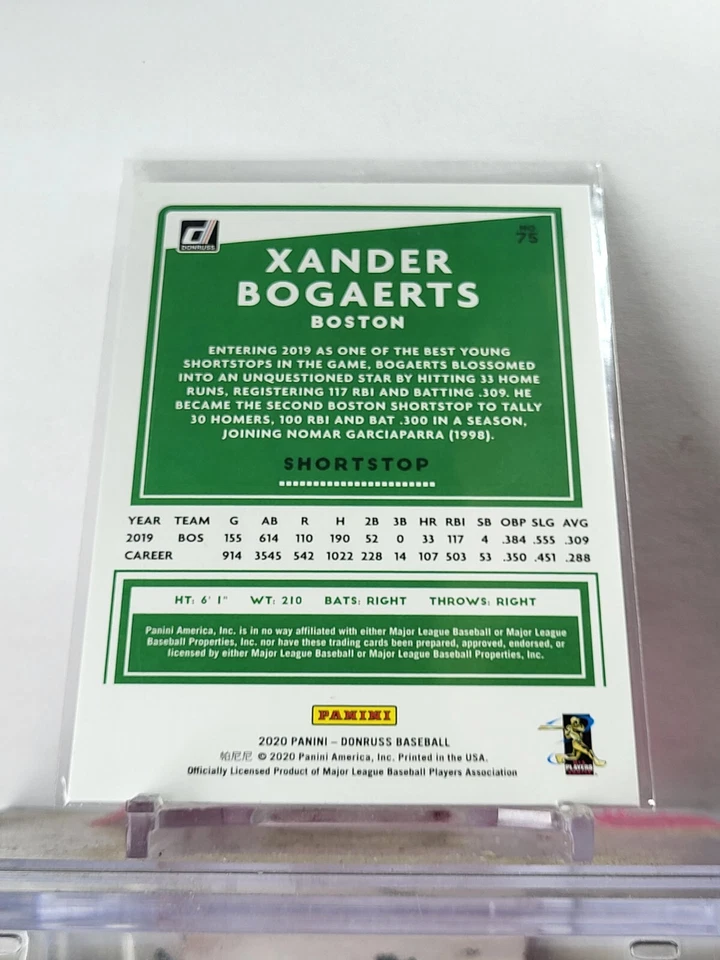 DONRUSS
NO.
75
XANDER
BOGAERTS
BOSTON
ENTERING 2019 AS ONE OF THE BEST YOUNG
SHORTSTOPS IN THE GAME, BOGAERTS BLOSSOMED
INTO AN UNQUESTIONED STAR BY HITTING 33 HOME
RUNS, REGISTERING 117 RBI AND BATTING .309. HE
BECAME THE SECOND BOSTON SHORTSTOP TO TALLY
30 HOMERS, 100 RBI AND BAT .300 IN A SEASON,
JOINING NOMAR GARCIAPARRA (1998).
SHORTSTOP
YEAR TEAM G AB R H 2B 3B HR RBI SB OBP SLG AVG
2019 BOS 155 614 110 190 52 0 33 117 4 .384 .555 .309
CAREER 914 3545 542 1022 228 14 107 503 53 .350 .451 .288
HT: 6' 1" WT: 210 BATS: RIGHT THROWS: RIGHT
Panini America, Inc. is in no way affiliated with either Major League Baseball or Major League
Baseball Properties, Inc. nor have these trading cards been prepared, approved, endorsed, or
licensed by either Major League Baseball or Major League Baseball Properties, Inc.
PANINI
2020 PANINI – DONRUSS BASEBALL
帕尼尼 © 2020 Panini America, Inc. Printed in the USA.
Officially Licensed Product of Major League Baseball Players Association
PLAYERS